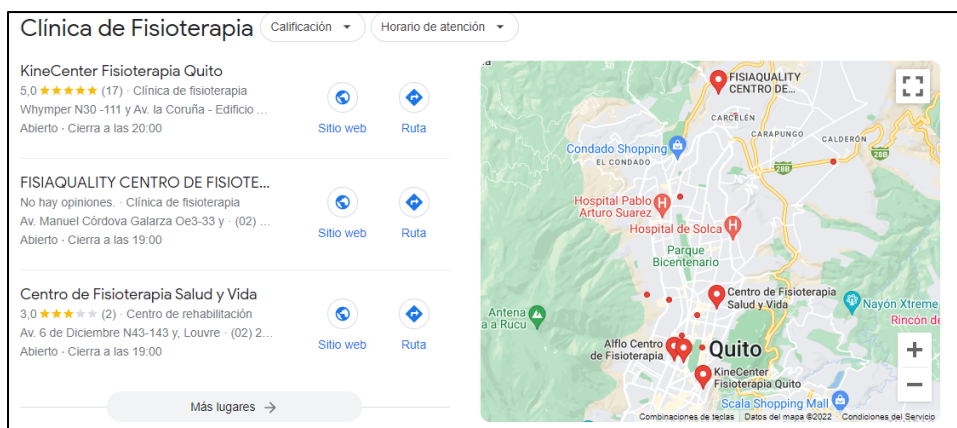 Clínica de Fisioterapia
Calificación
Horario de atención
KineCenter Fisioterapia Quito
5,0 (17) · Clínica de fisioterapia
Whymper N30 -111 y Av. la Coruña - Edificio ...
Abierto · Cierra a las 20:00
Sitio web
Ruta
FISIAQUALITY CENTRO DE FISIOTE...
No hay opiniones. · Clínica de fisioterapia
Av. Manuel Córdova Galarza Oe3-33 y · (02) ...
Abierto · Cierra a las 19:00
Sitio web
Ruta
Centro de Fisioterapia Salud y Vida
3,0 (2) · Centro de rehabilitación
Av. 6 de Diciembre N43-143 y, Louvre · (02) 2...
Abierto · Cierra a las 19:00
Sitio web
Ruta
Más lugares
FISIAQUALITY
CENTRO DE...
CARCELÉN
CARAPUNGO
CALDERÓN
28B
28B
Condado Shopping
EL CONDADO
Hospital Pablo
Arturo Suarez
Hospital de Solca
Parque
Bicentenario
Centro de Fisioterapia
Salud y Vida
Nayón Xtreme
Rincón de
Antena
a a Rucu
Alflo Centro
de Fisioterapia
Quito
KineCenter
Fisioterapia Quito
Scala Shopping Mall
Combinaciones de teclas
Datos del mapa ©2022
Condiciones del Servicio